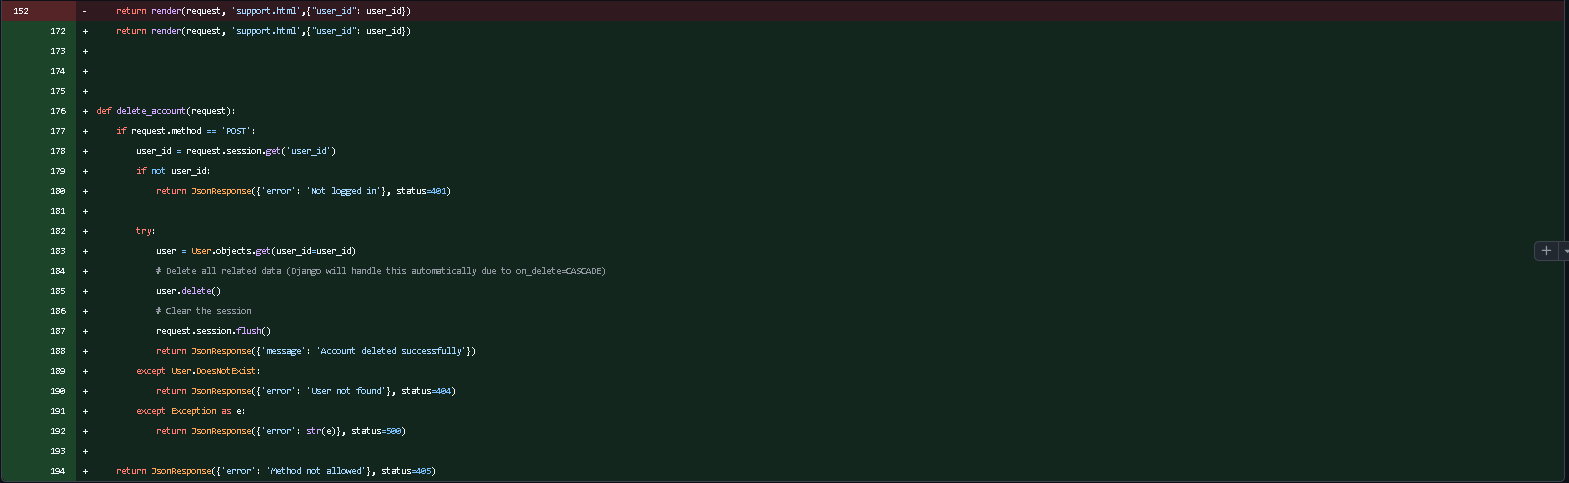 152 - return render(request, 'support.html',{"user_id": user_id})
172 + return render(request, 'support.html',{"user_id": user_id})
173 +
174 +
175 +
176 + def delete_account(request):
177 + if request.method == 'POST':
178 + user_id = request.session.get('user_id')
179 + if not user_id:
180 + return JsonResponse({'error': 'Not logged in'}, status=401)
181 +
182 + try:
183 + user = User.objects.get(user_id=user_id)
184 + # Delete all related data (Django will handle this automatically due to on_delete=CASCADE)
185 + user.delete()
186 + # Clear the session
187 + request.session.flush()
188 + return JsonResponse({'message': 'Account deleted successfully'})
189 + except User.DoesNotExist:
190 + return JsonResponse({'error': 'User not found'}, status=404)
191 + except Exception as e:
192 + return JsonResponse({'error': str(e)}, status=500)
193 +
194 + return JsonResponse({'error': 'Method not allowed'}, status=405)